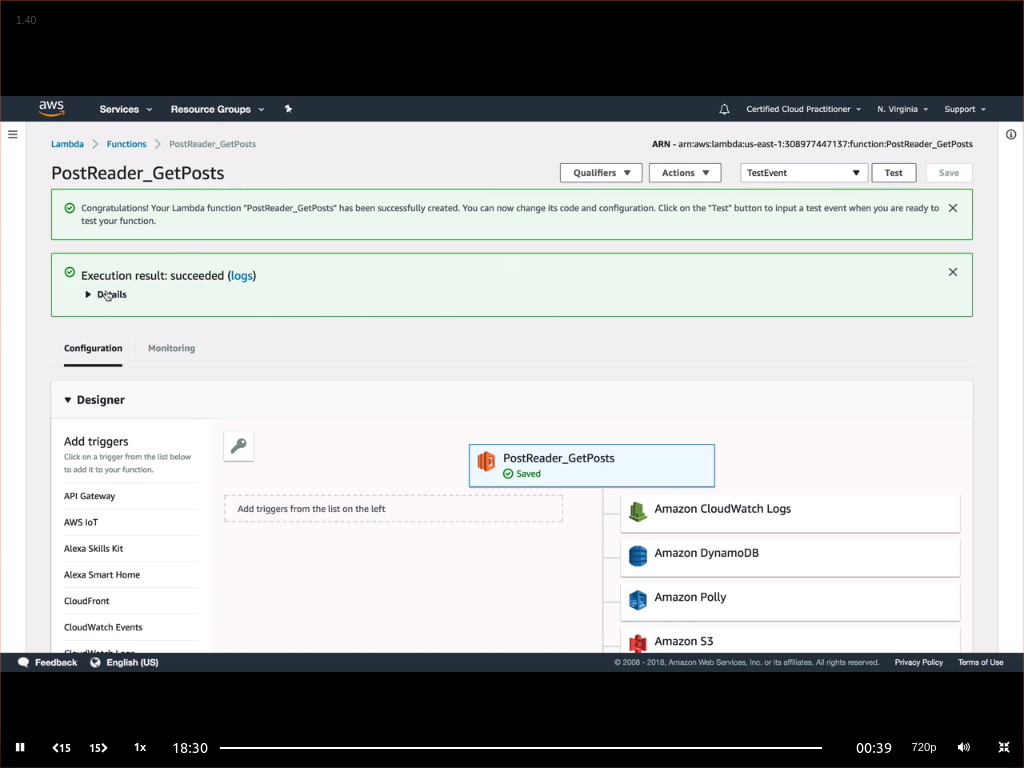 1.40
aws
Services
Resource Groups
Certified Cloud Practitioner
N. Virginia
Support
Lambda
Functions
PostReader_GetPosts
ARN - arn:aws:lambda:us-east-1:308977447137:function:PostReader_GetPosts
PostReader_GetPosts
Qualifiers
Actions
TestEvent
Test
Save
Congratulations! Your Lambda function "PostReader_GetPosts" has been successfully created. You can now change its code and configuration. Click on the "Test" button to input a test event when you are ready to
test your function.
Execution result: succeeded (logs)
Details
Configuration
Monitoring
Designer
Add triggers
Click on a trigger from the list below
to add it to your function.
API Gateway
AWS IoT
Alexa Skills Kit
Alexa Smart Home
CloudFront
CloudWatch Events
CloudWatch Logs
PostReader_GetPosts
Saved
Add triggers from the list on the left
Amazon CloudWatch Logs
Amazon DynamoDB
Amazon Polly
Amazon S3
Feedback
English (US)
© 2008 - 2018, Amazon Web Services, Inc. or its affiliates. All rights reserved.
Privacy Policy
Terms of Use
15
15
1x
18:30
00:39
720p